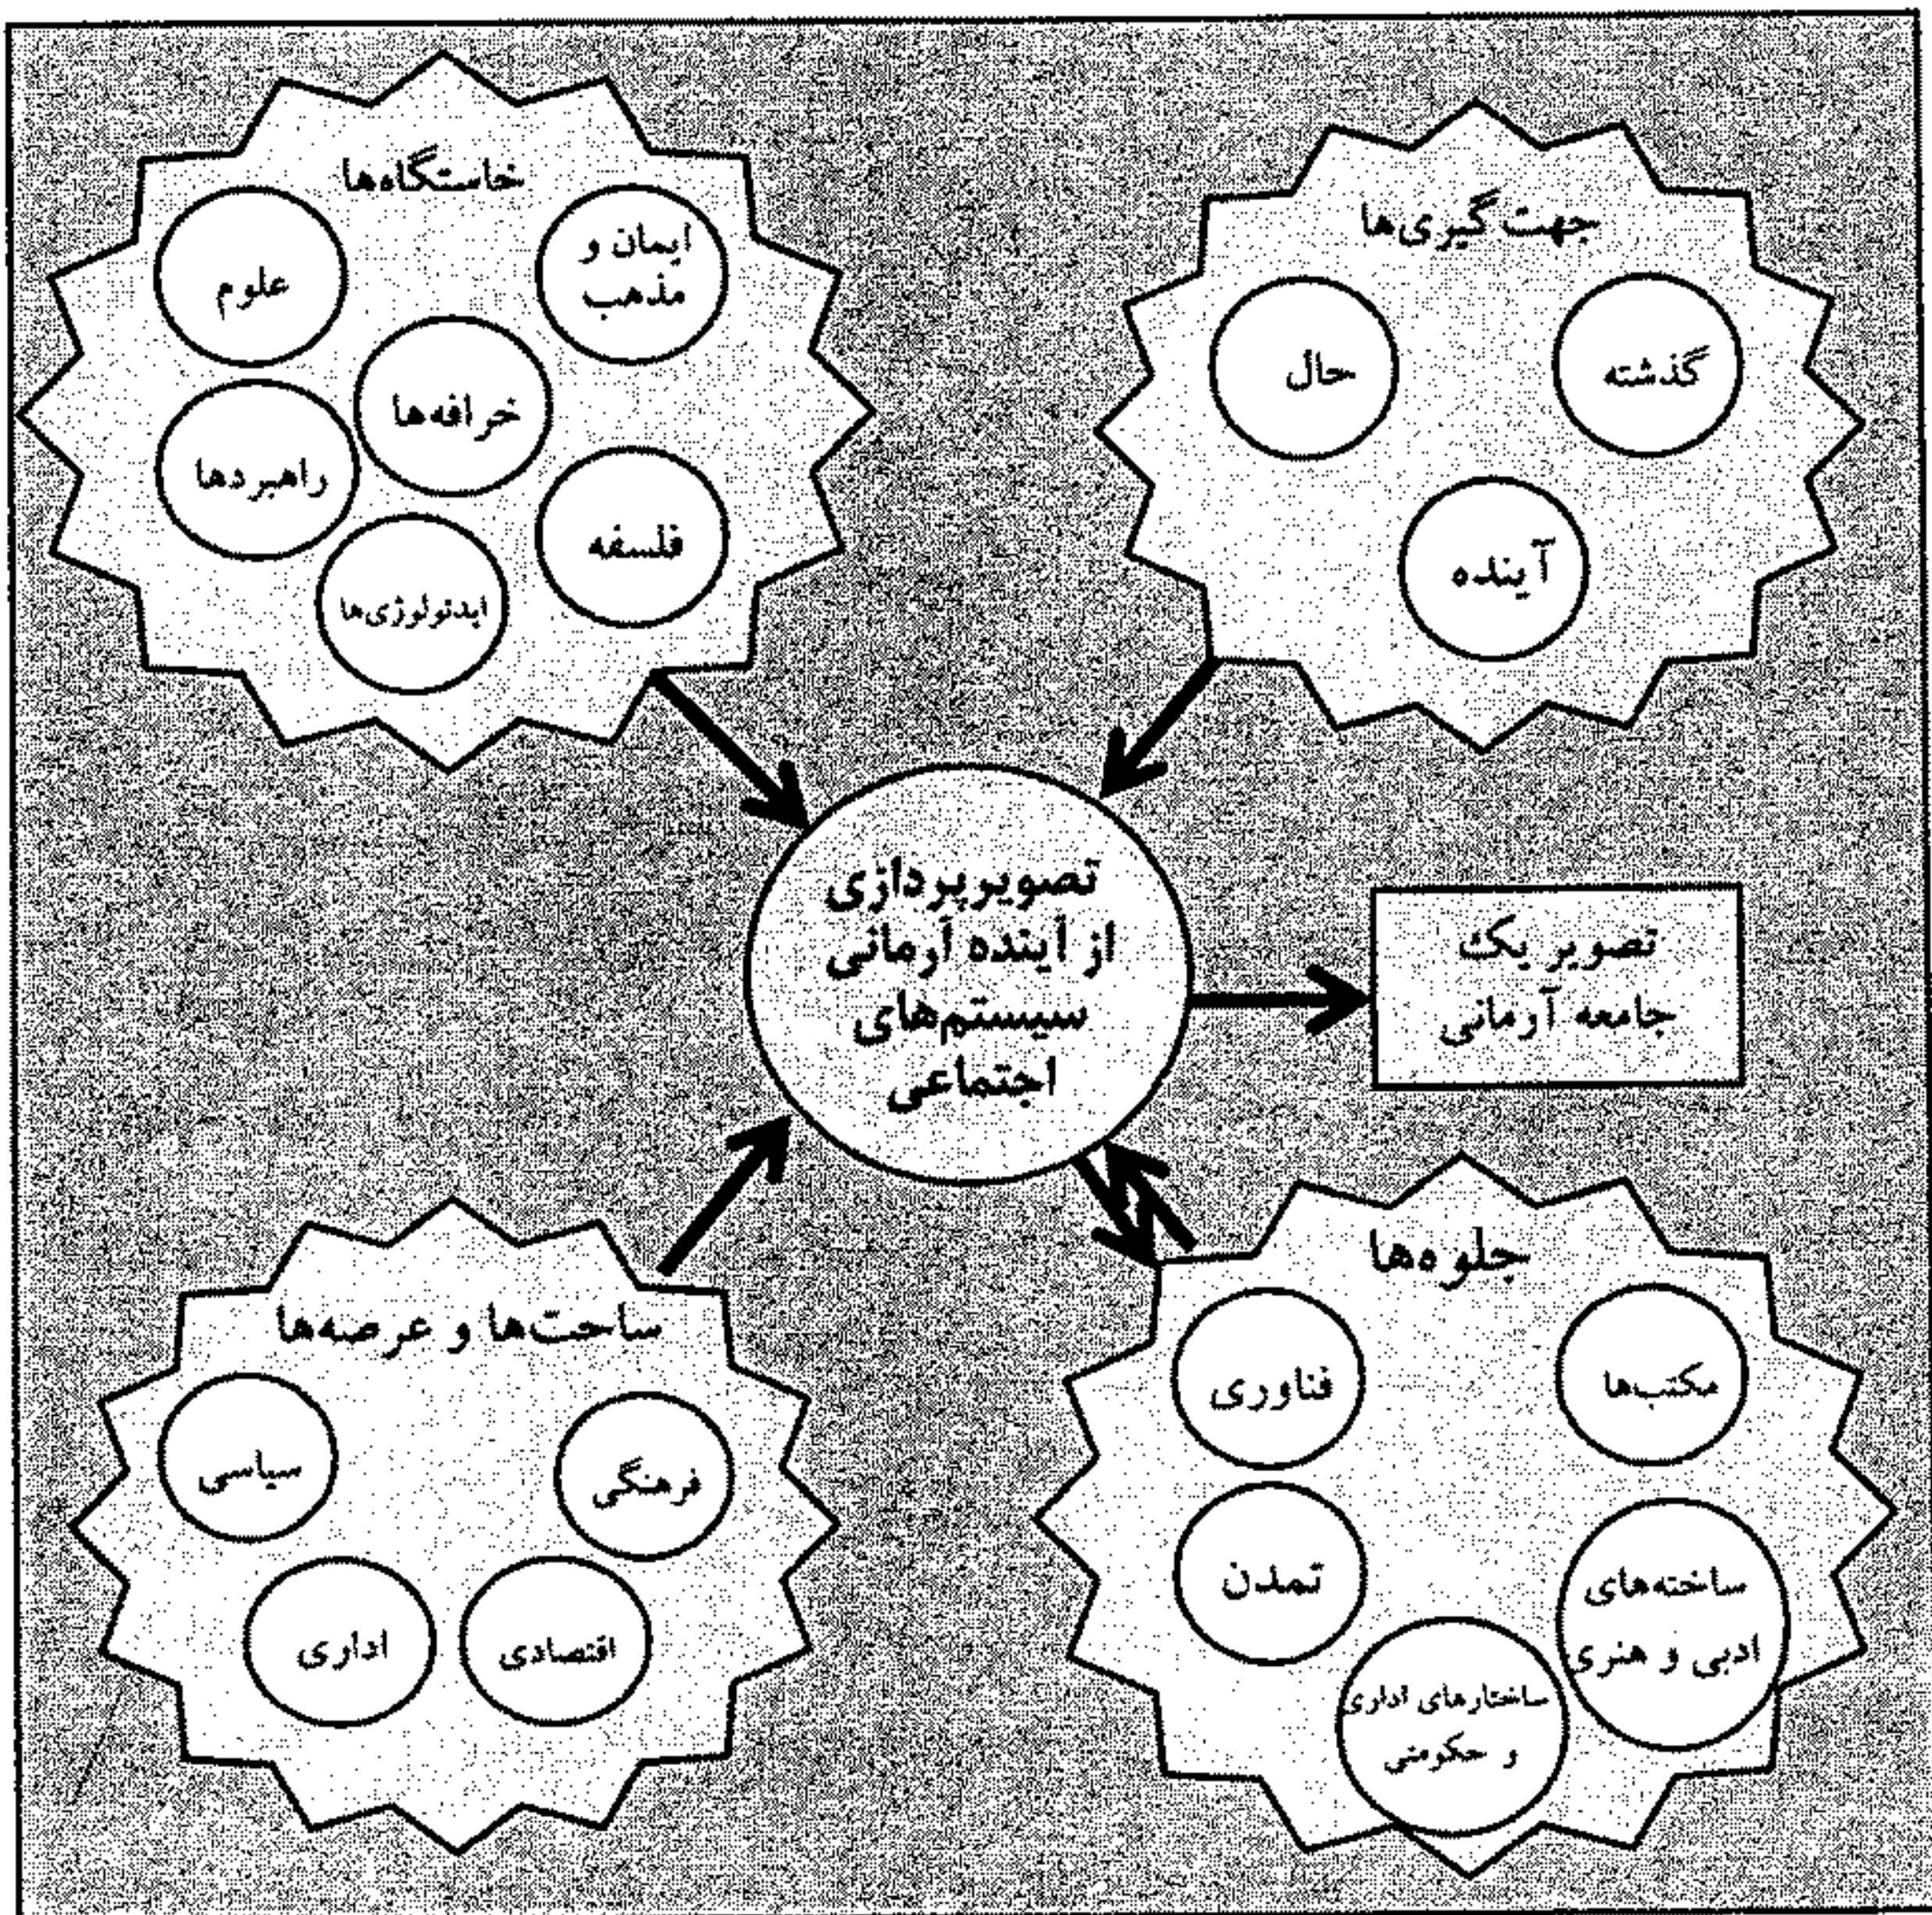 خاستگاه‌ها
ایمان و
مذهب
علوم
خرافه‌ها
راهبردها
فلسفه
ایدئولوژی‌ها
جهت گیری‌ها
گذشته
حال
آینده
تصویرپردازی
از آینده آرمانی
سیستم‌های
اجتماعی
تصویر یک
جامعه آرمانی
ساحت‌ها و عرصه‌ها
فرهنگی
سیاسی
اقتصادی
اداری
جلوه‌ها
مکتب‌ها
فناوری
تمدن
ساخته‌های
ادبی و هنری
ساختارهای اداری
و حکومتی